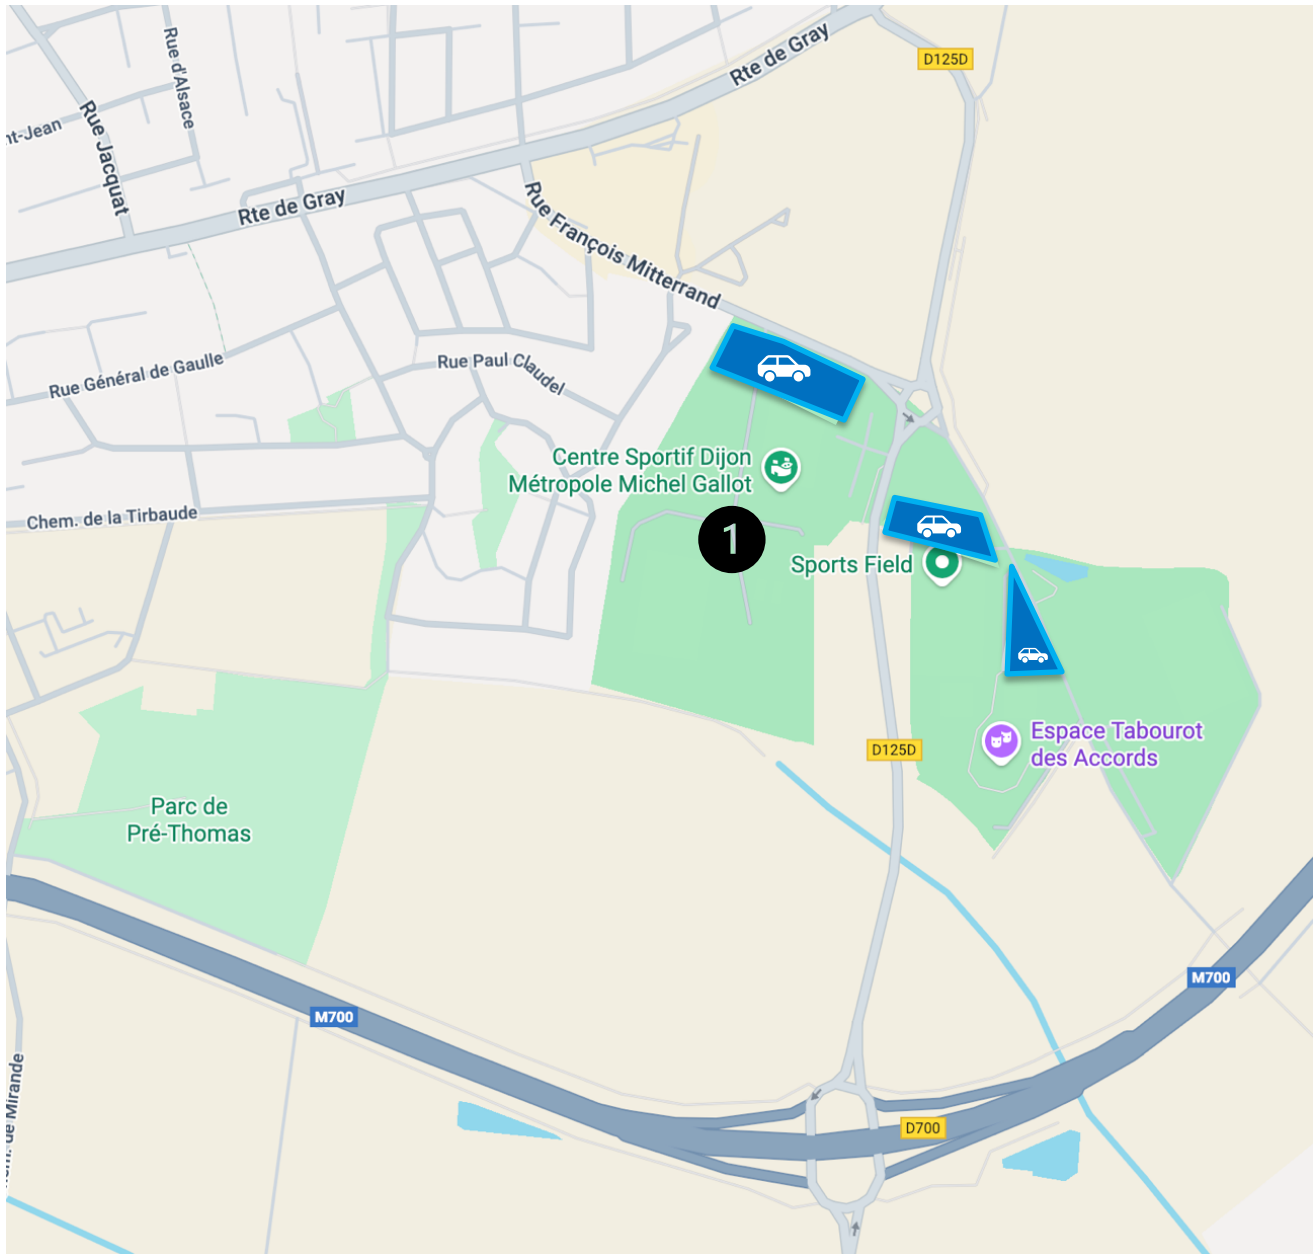 Rte de Gray
D125D
Rue d'Alsace
Rue Jacquat
nt-Jean
Rte de Gray
Rue François Mitterrand
Rue Paul Claudel
Rue Général de Gaulle
Centre Sportif Dijon
Métropole Michel Gallot
Chem. de la Tirbaude
1
Sports Field
Espace Tabourot
des Accords
D125D
Parc de
Pré-Thomas
M700
M700
de Mirande
D700